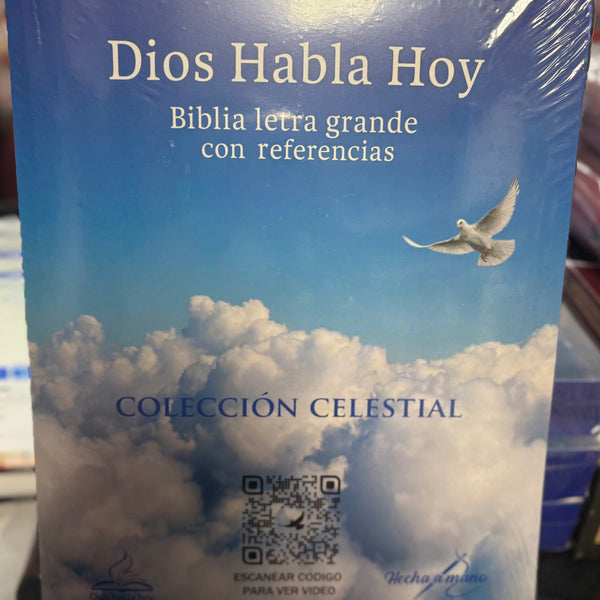 Dios Habla Hoy
Biblia letra grande
con referencias
COLECCIÓN CELESTIAL
ESCANEAR CÓDIGO
PARA VER VIDEO
Hecha a mano